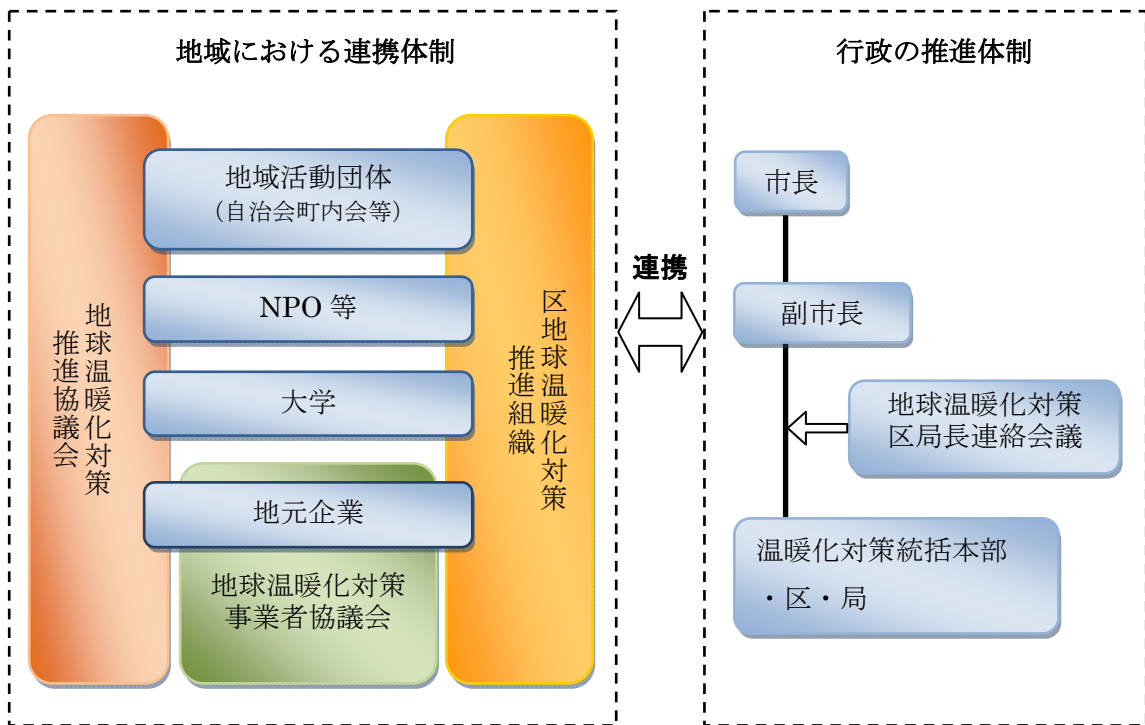 地域における連携体制
地球温暖化対策
推進協議会
地域活動団体
（自治会町内会等）
NPO 等
大学
地元企業
地球温暖化対策
事業者協議会
区地球温暖化対策
推進組織
連携
行政の推進体制
市長
副市長
地球温暖化対策
区局長連絡会議
温暖化対策統括本部
・区・局